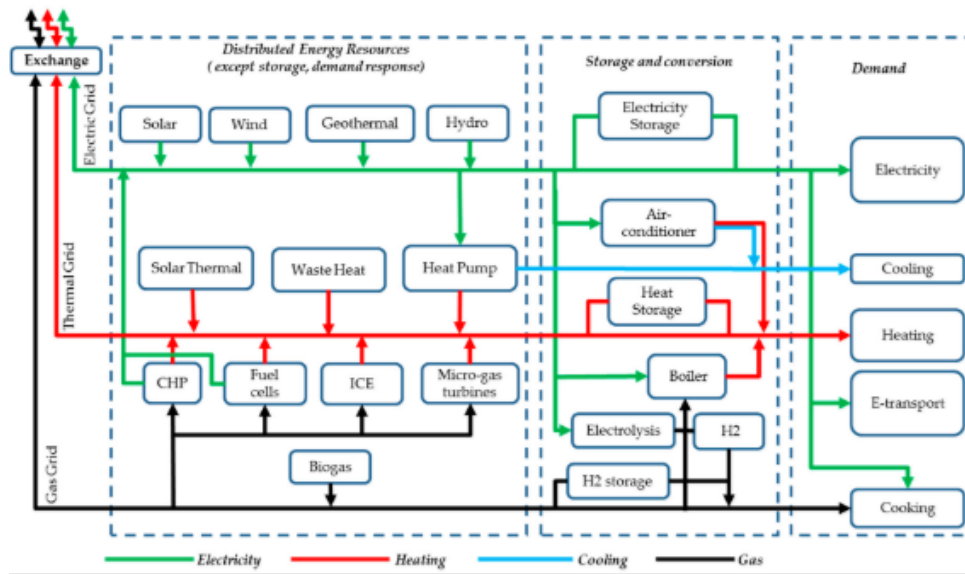 Exchange
Electric Grid
Thermal Grid
Gas Grid
Distributed Energy Resources
( except storage, demand response)
Solar
Wind
Geothermal
Hydro
Solar Thermal
Waste Heat
Heat Pump
CHP
Fuel
cells
ICE
Micro-gas
turbines
Biogas
Storage and conversion
Electricity
Storage
Air-
conditioner
Heat
Storage
Boiler
Electrolysis
H2
H2 storage
Demand
Electricity
Cooling
Heating
E-transport
Cooking
Electricity
Heating
Cooling
Gas